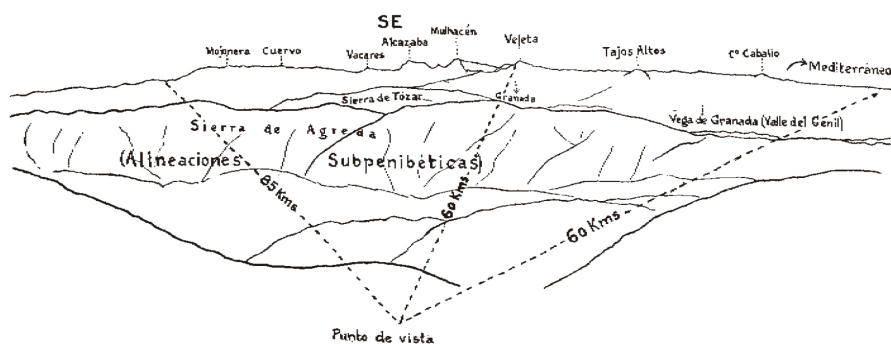 SE
Mojonera
Cuervo
Vacares
Alcazaba
Mulhacén
Veleta
Tajos Altos
Cº Caballo
Mediterráneo
Sierra de Tózar
Granada
Vega de Granada (Valle del Genil)
Sierra de Agreda
(Alineaciones Subpenibéticas)
85 Kms
60 Kms
60 Kms
Punto de vista